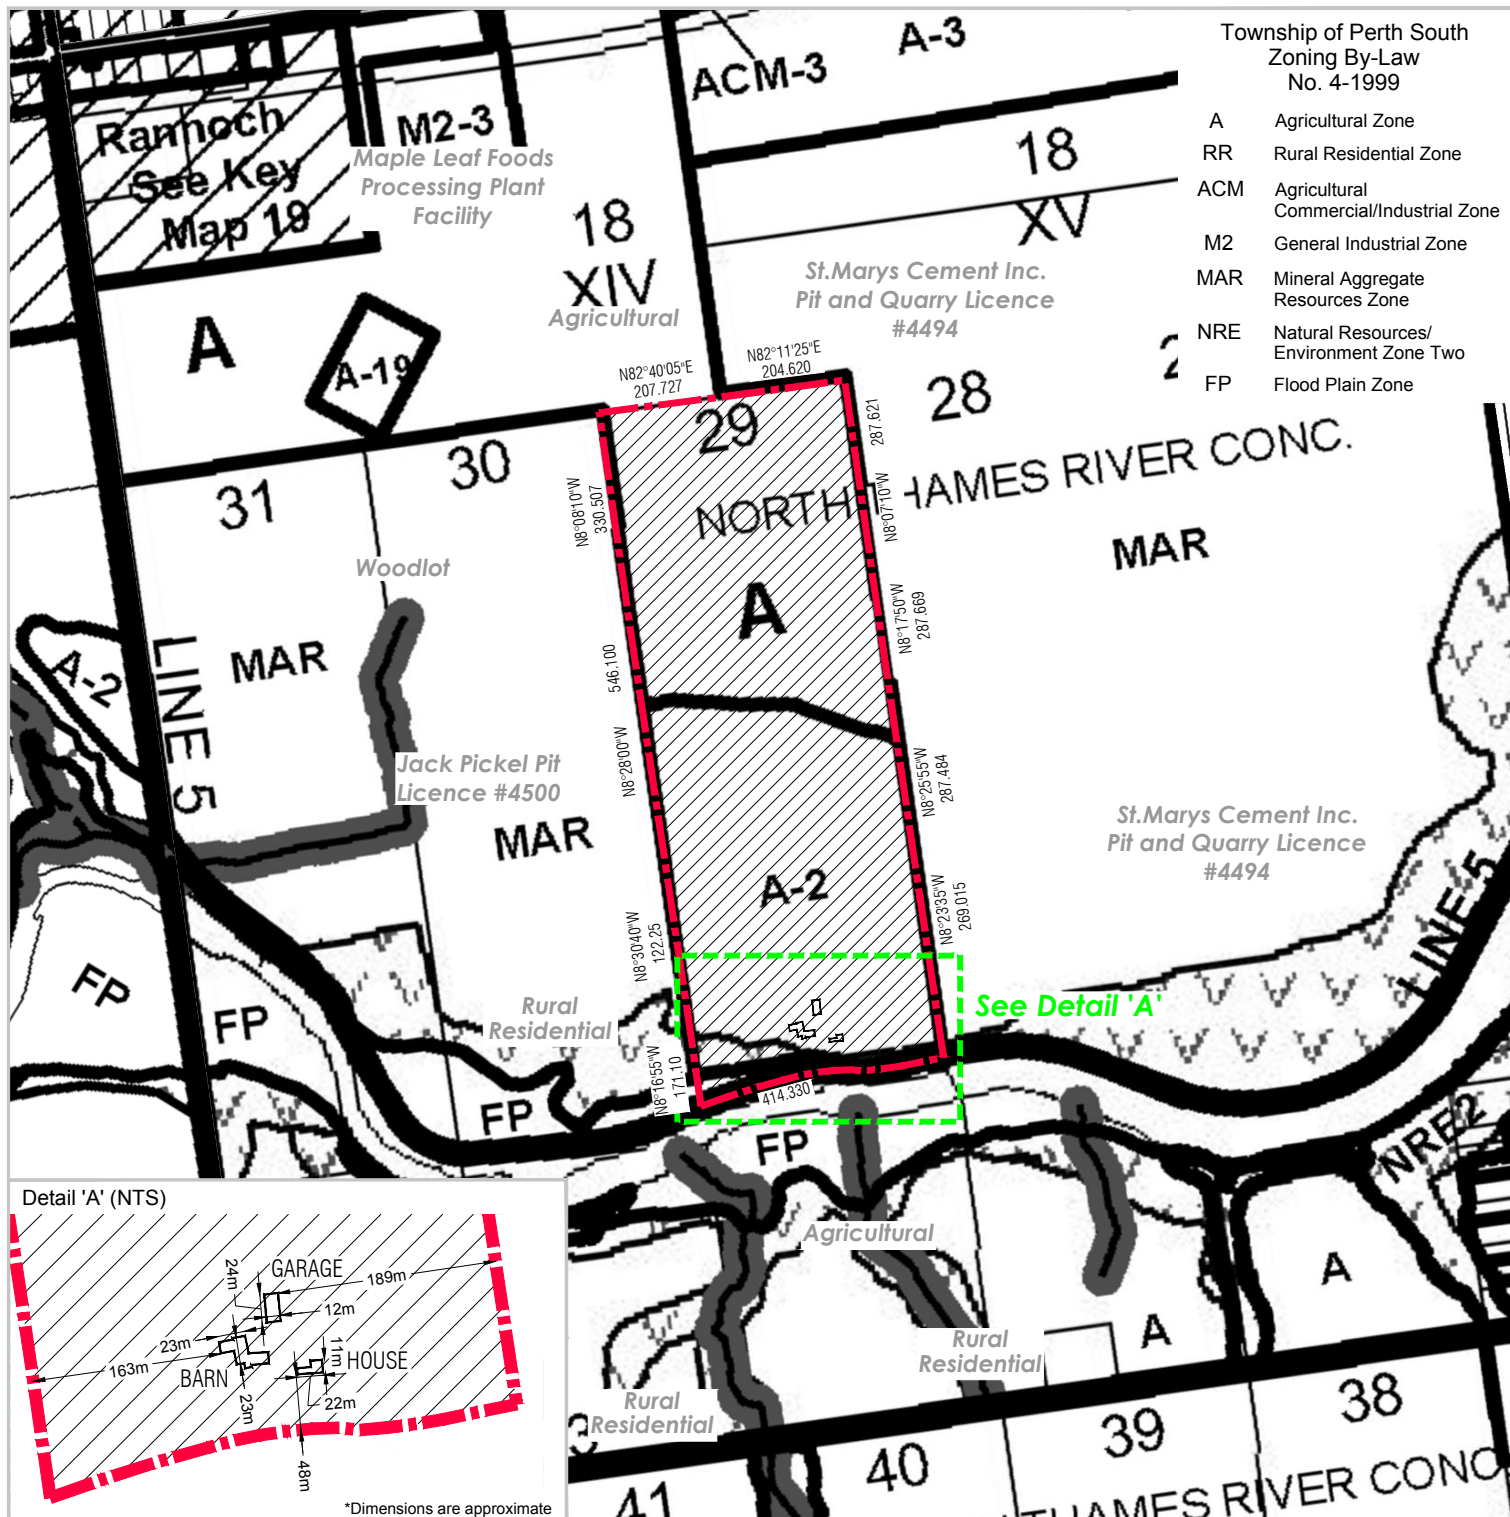 Township of Perth South
Zoning By-Law
No. 4-1999
A Agricultural Zone
RR Rural Residential Zone
ACM Agricultural
Commercial/Industrial Zone
M2 General Industrial Zone
MAR Mineral Aggregate
Resources Zone
NRE Natural Resources/
Environment Zone Two
FP Flood Plain Zone
A-3
ACM-3
M2-3
Rannoch
See Key
Map 19
Maple Leaf Foods
Processing Plant
Facility
18
XIV
18
XV
Agricultural
St.Marys Cement Inc.
Pit and Quarry Licence
#4494
A
A-19
N82°40'05"E
207.727
N82°11'25"E
204.620
29
28
30
31
287.621
N8°07'10"W
N8°08'10"W
330.507
NORTH THAMES RIVER CONC.
MAR
Woodlot
A
N8°17'50"W
287.669
A-2
LINE 5
MAR
546.100
N8°28'00"W
Jack Pickel Pit
Licence #4500
MAR
N8°25'55"W
287.484
St.Marys Cement Inc.
Pit and Quarry Licence
#4494
A-2
N8°23'35"W
269.015
N8°30'40"W
122.25
LINE 5
FP
FP
Rural
Residential
See Detail 'A'
N8°16'55"W
171.10
414.330
FP
FP
NRE2
Agricultural
A
A
Rural
Residential
Rural
Residential
38
39
40
41
THAMES RIVER CONC
Detail 'A' (NTS)
GARAGE
24m
189m
12m
23m
163m
BARN
23m
11m
HOUSE
22m
48m
*Dimensions are approximate